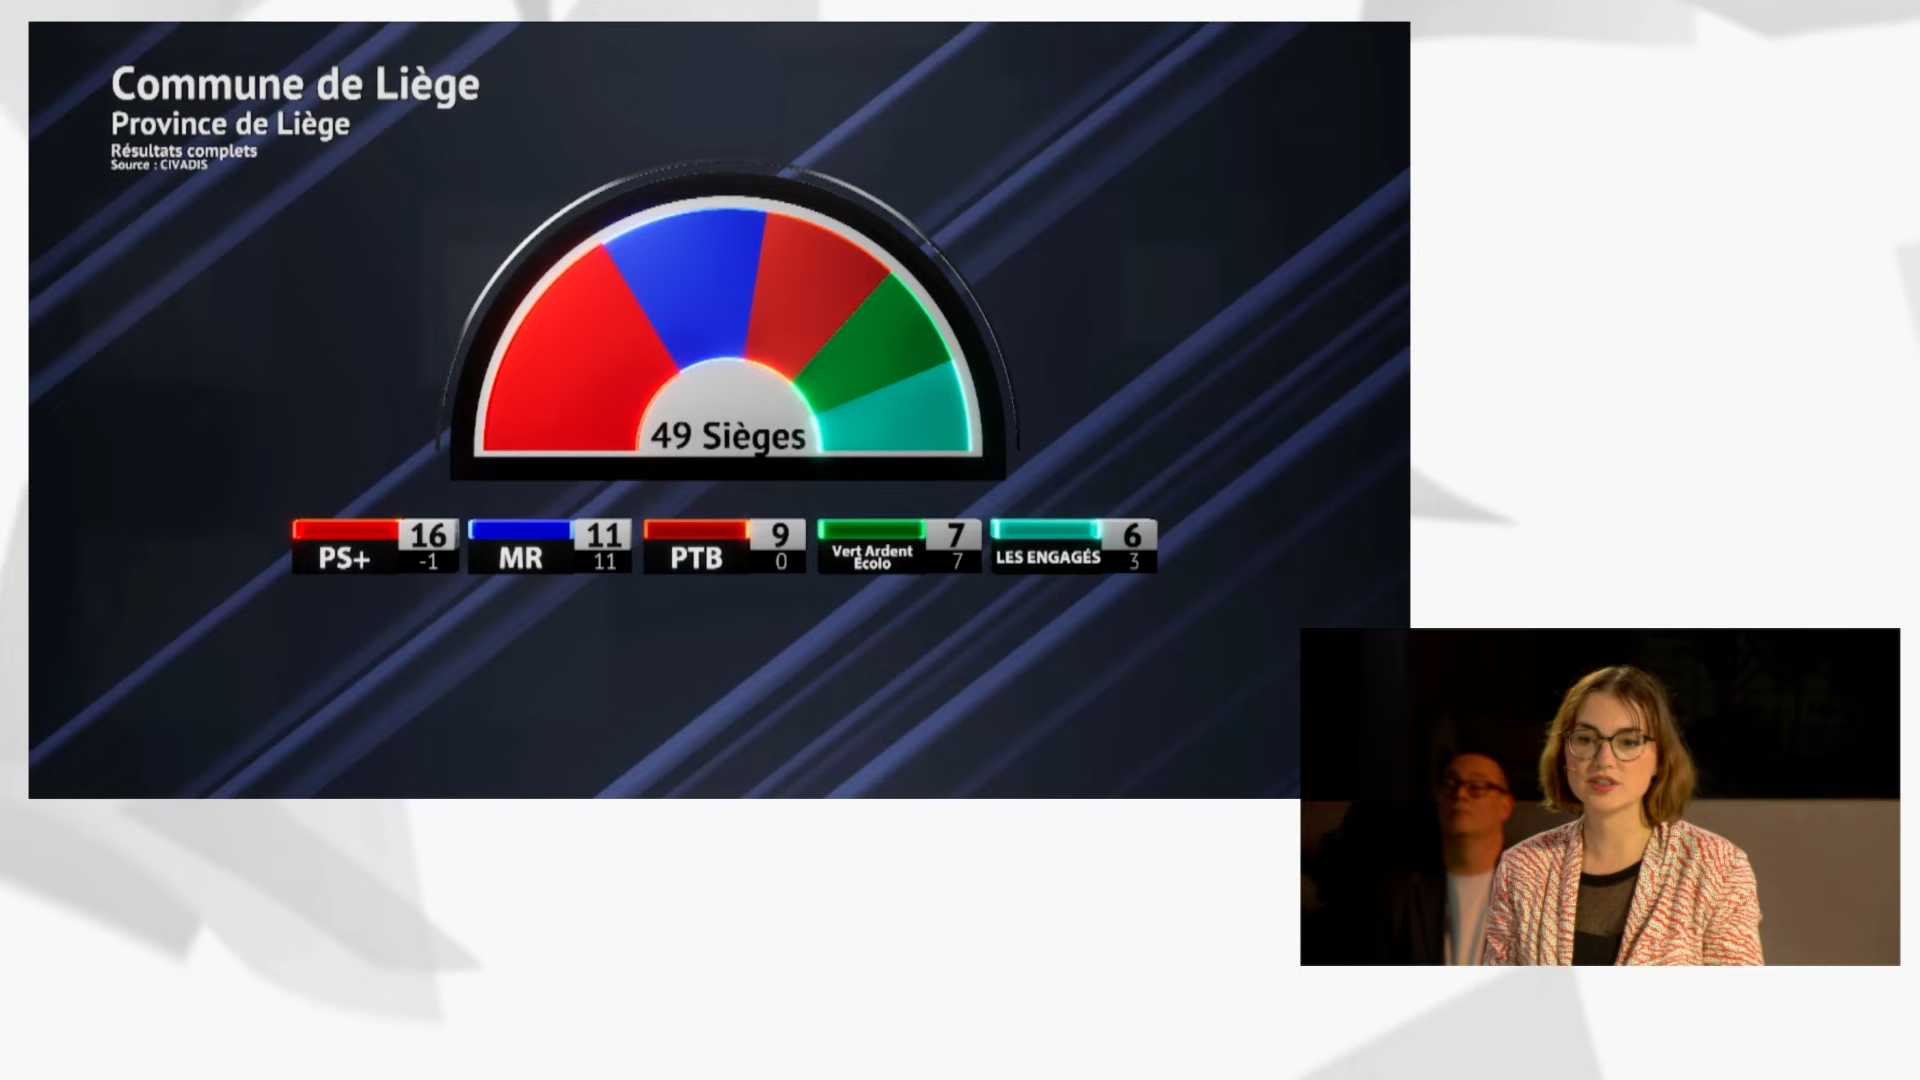 Commune de Liège
Province de Liège
Résultats complets
Source : CIVADIS
49 Sièges
PS+ 16 -1
MR 11 11
PTB 9 0
Vert Ardent Ecolo 7 7
LES ENGAGÉS 6 3